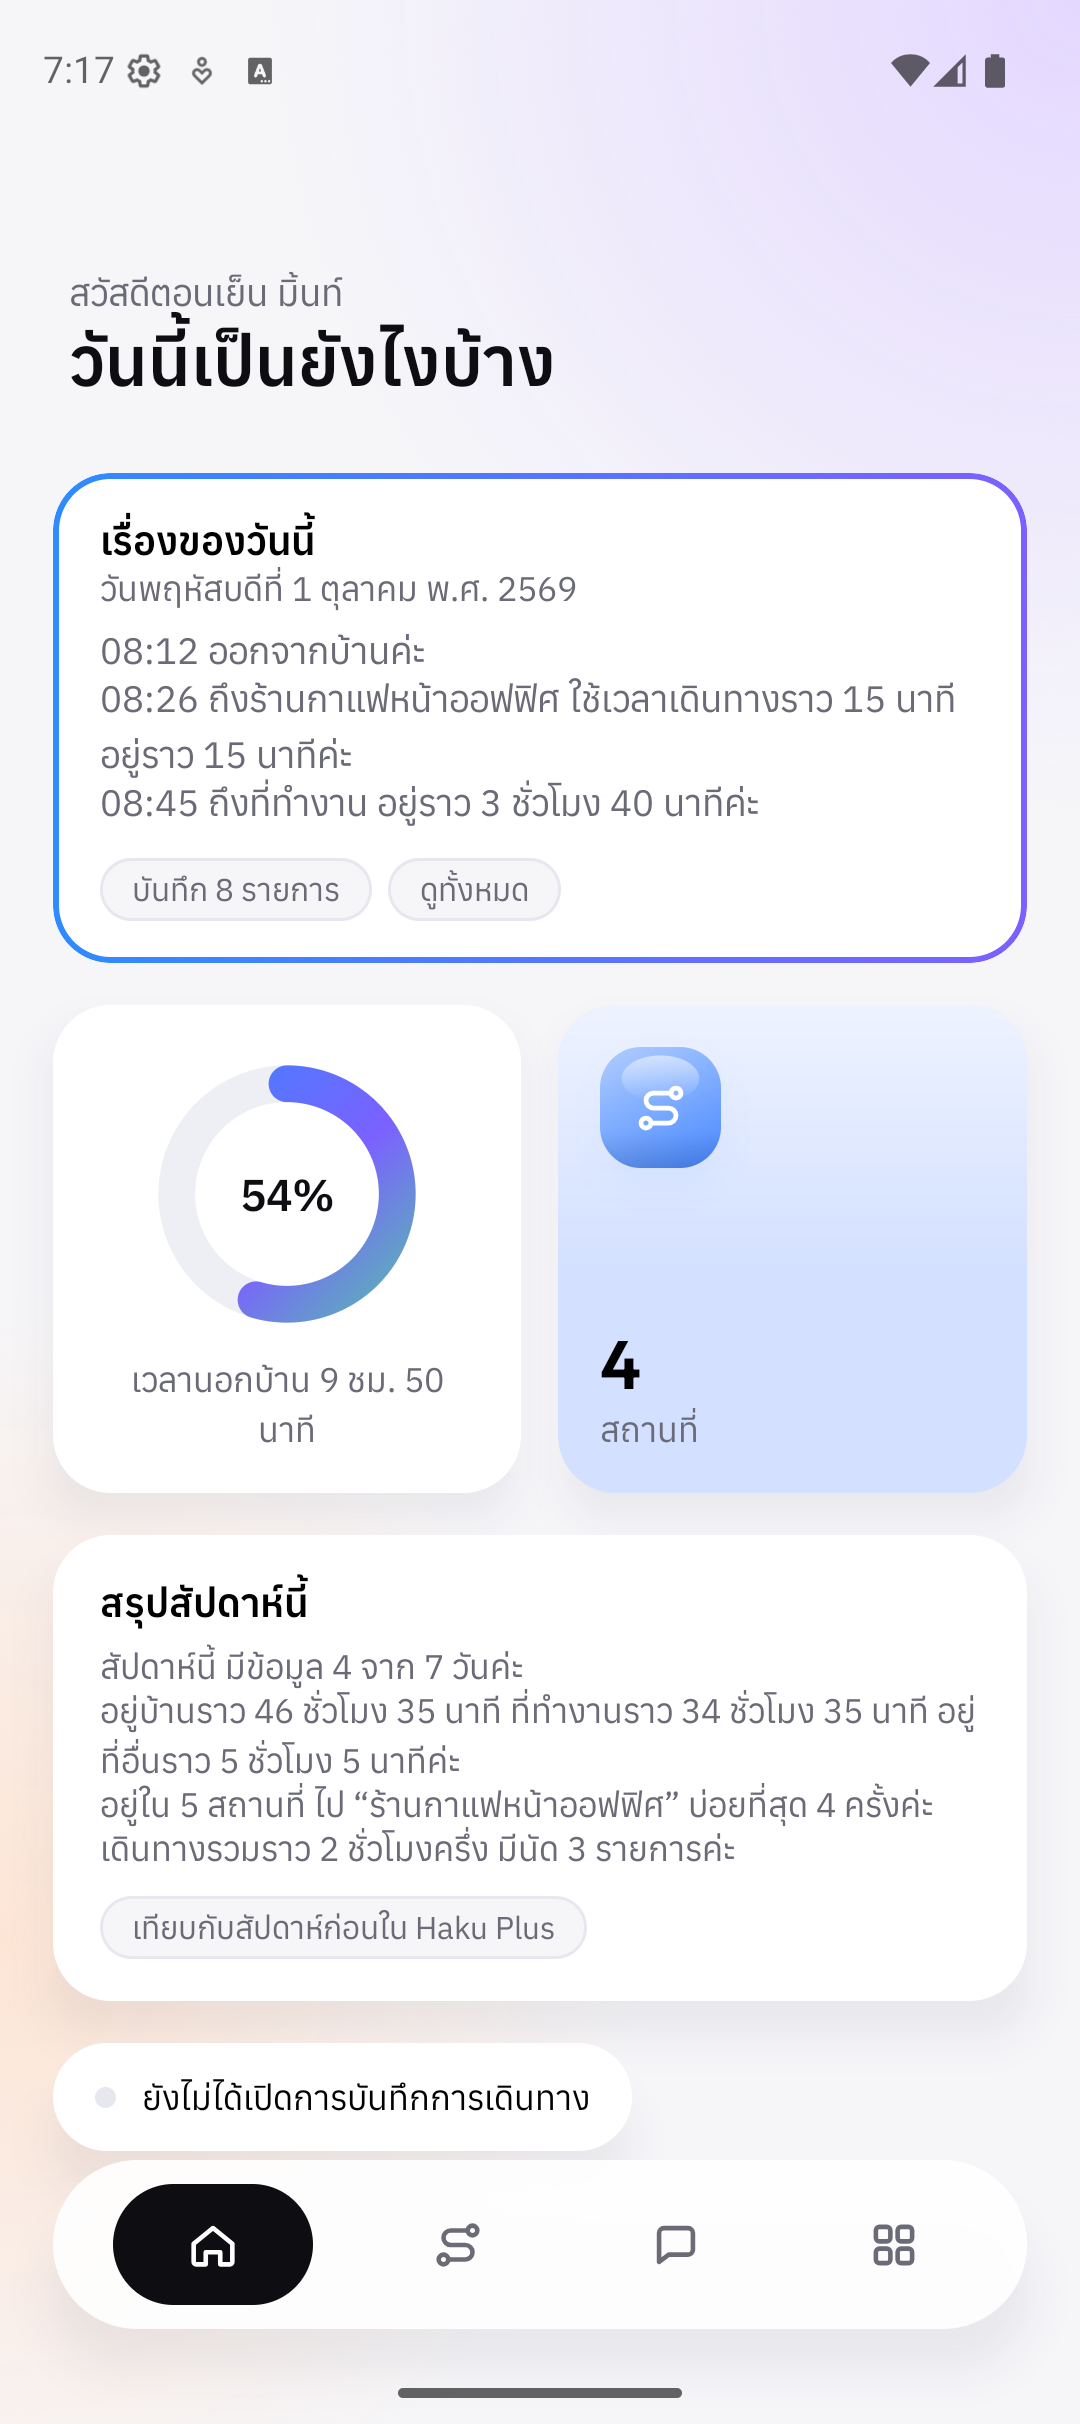 7:17
สวัสดีตอนเย็น มิ้นท์
วันนี้เป็นยังไงบ้าง
เรื่องของวันนี้
วันพฤหัสบดีที่ 1 ตุลาคม พ.ศ. 2569
08:12 ออกจากบ้านค่ะ
08:26 ถึงร้านกาแฟหน้าออฟฟิศ ใช้เวลาเดินทางราว 15 นาที
อยู่ราว 15 นาทีค่ะ
08:45 ถึงที่ทำงาน อยู่ราว 3 ชั่วโมง 40 นาทีค่ะ
บันทึก 8 รายการ
ดูทั้งหมด
54%
เวลานอกบ้าน 9 ชม. 50
นาที
4
สถานที่
สรุปสัปดาห์นี้
สัปดาห์นี้ มีข้อมูล 4 จาก 7 วันค่ะ
อยู่บ้านราว 46 ชั่วโมง 35 นาที ที่ทำงานราว 34 ชั่วโมง 35 นาที อยู่
ที่อื่นราว 5 ชั่วโมง 5 นาทีค่ะ
อยู่ใน 5 สถานที่ ไป “ร้านกาแฟหน้าออฟฟิศ” บ่อยที่สุด 4 ครั้งค่ะ
เดินทางรวมราว 2 ชั่วโมงครึ่ง มีนัด 3 รายการค่ะ
เทียบกับสัปดาห์ก่อนใน Haku Plus
ยังไม่ได้เปิดการบันทึกการเดินทาง